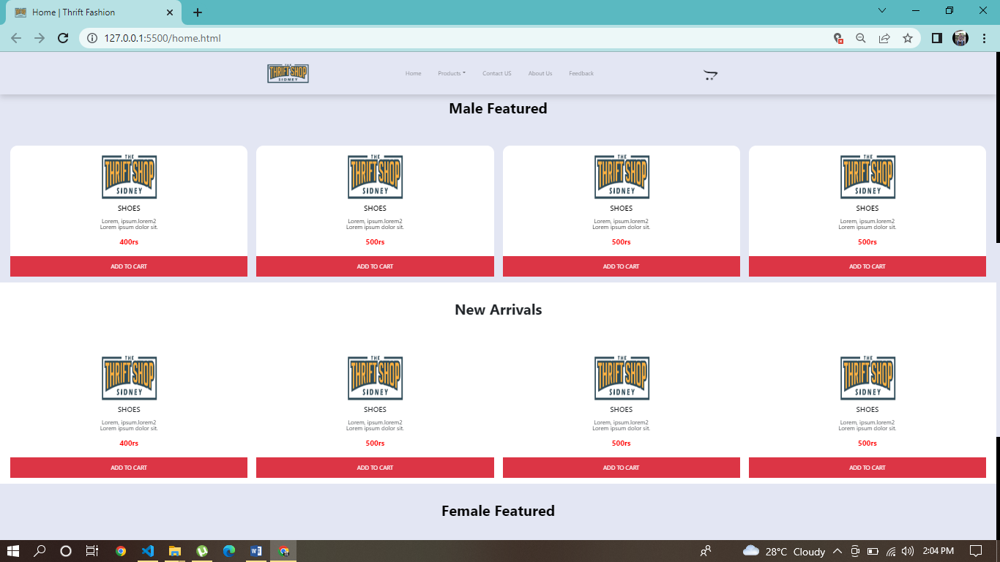 Home | Thrift Fashion
127.0.0.1:5500/home.html
THE
THRIFT SHOP
SIDNEY
Home Products Contact US About Us Feedback
Male Featured
THE THE THE THE
THRIFT SHOP THRIFT SHOP THRIFT SHOP THRIFT SHOP
SIDNEY SIDNEY SIDNEY SIDNEY
SHOES SHOES SHOES SHOES
Lorem, ipsum.lorem2 Lorem, ipsum.lorem2 Lorem, ipsum.lorem2 Lorem, ipsum.lorem2
Lorem ipsum dolor sit. Lorem ipsum dolor sit. Lorem ipsum dolor sit. Lorem ipsum dolor sit.
400rs 500rs 500rs 500rs
ADD TO CART ADD TO CART ADD TO CART ADD TO CART
New Arrivals
THE THE THE THE
THRIFT SHOP THRIFT SHOP THRIFT SHOP THRIFT SHOP
SIDNEY SIDNEY SIDNEY SIDNEY
SHOES SHOES SHOES SHOES
Lorem, ipsum.lorem2 Lorem, ipsum.lorem2 Lorem, ipsum.lorem2 Lorem, ipsum.lorem2
Lorem ipsum dolor sit. Lorem ipsum dolor sit. Lorem ipsum dolor sit. Lorem ipsum dolor sit.
400rs 500rs 500rs 500rs
ADD TO CART ADD TO CART ADD TO CART ADD TO CART
Female Featured
28°C Cloudy 2:04 PM